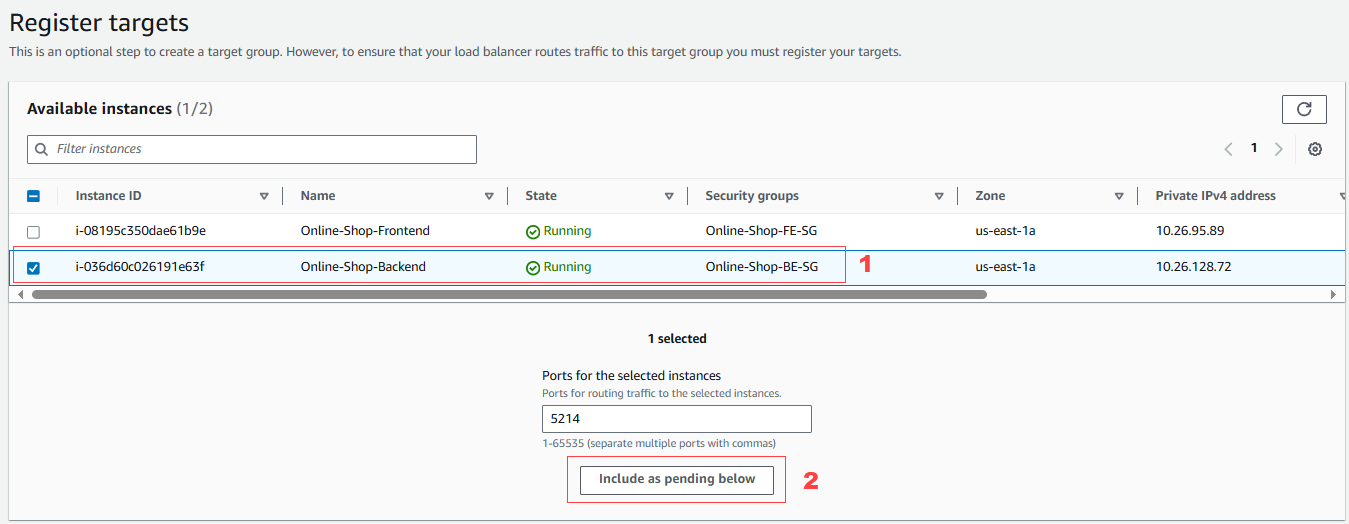 Register targets
This is an optional step to create a target group. However, to ensure that your load balancer routes traffic to this target group you must register your targets.
Available instances (1/2)
Filter instances
1
Instance ID Name State Security groups Zone Private IPv4 address
i-08195c350dae61b9e Online-Shop-Frontend Running Online-Shop-FE-SG us-east-1a 10.26.95.89
i-036d60c026191e63f Online-Shop-Backend Running Online-Shop-BE-SG 1 us-east-1a 10.26.128.72
1 selected
Ports for the selected instances
Ports for routing traffic to the selected instances.
5214
1-65535 (separate multiple ports with commas)
Include as pending below 2